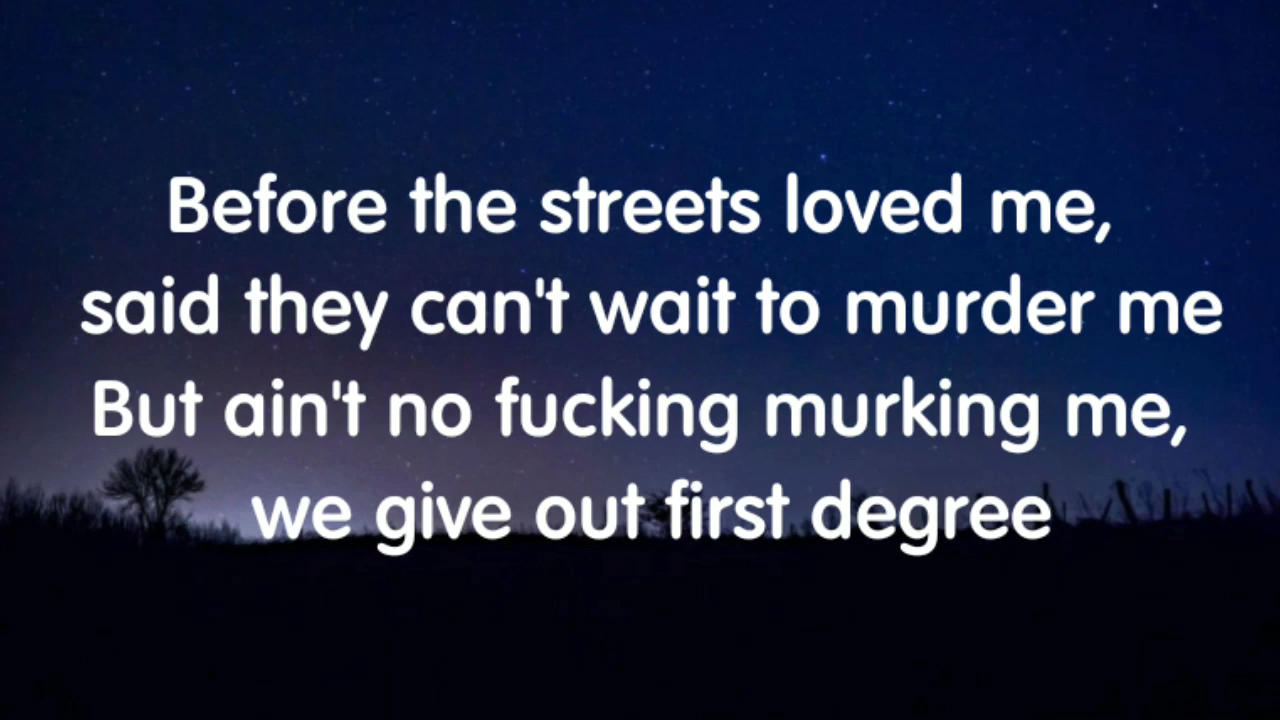 Before the streets loved me,
said they can't wait to murder me
But ain't no fucking murking me,
we give out first degree